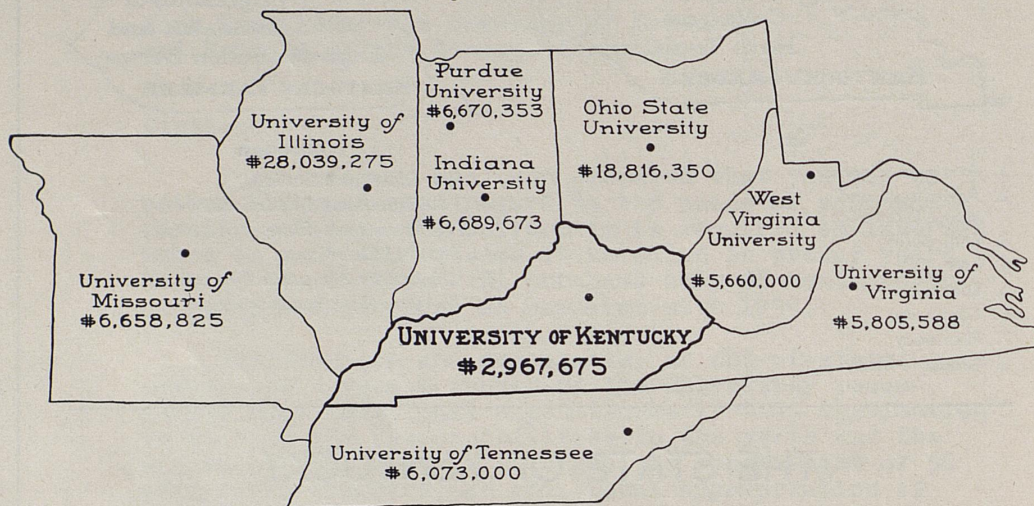 Purdue
University
$6,670,353
Ohio State
University
$18,816,350
University of
Illinois
$28,039,275
Indiana
University
$6,689,673
West
Virginia
University
$5,660,000
University of
Missouri
$6,658,825
University of
Virginia
$5,805,588
UNIVERSITY OF KENTUCKY
$2,967,675
University of Tennessee
$6,073,000